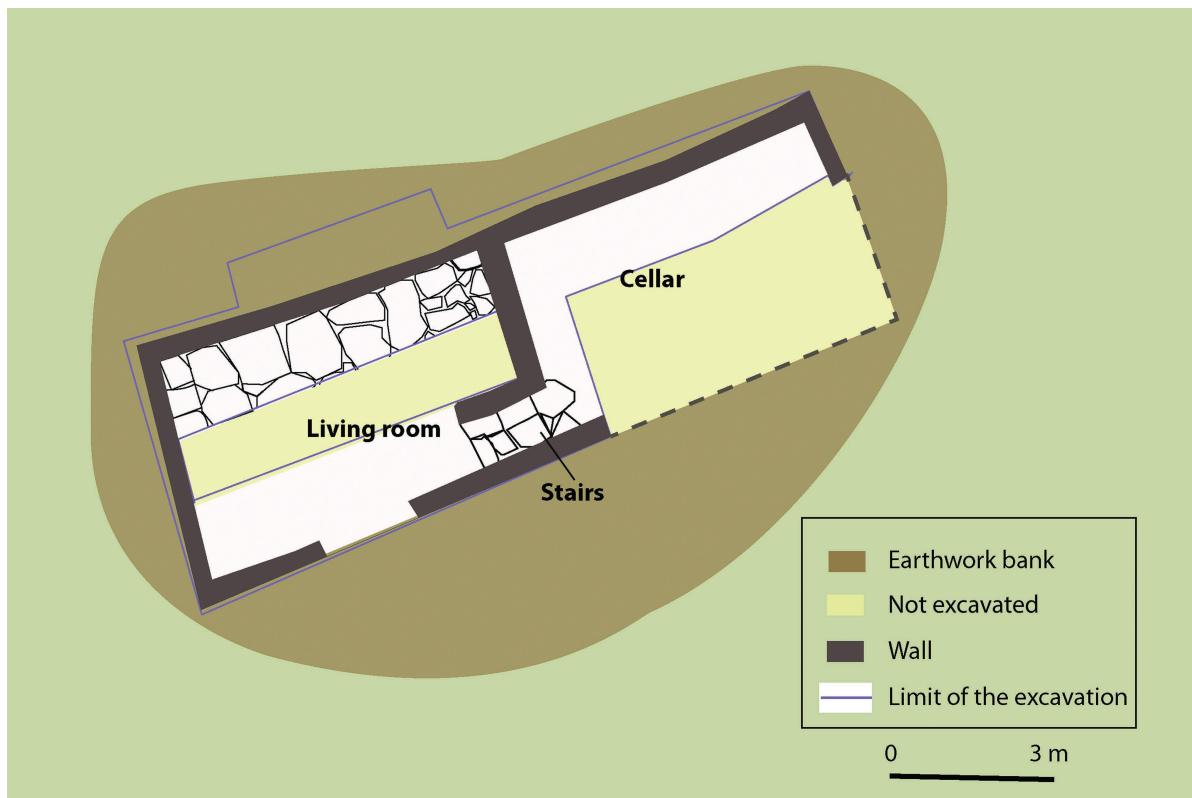 Cellar
Living room
Stairs
Earthwork bank
Not excavated
Wall
Limit of the excavation
0 3 m